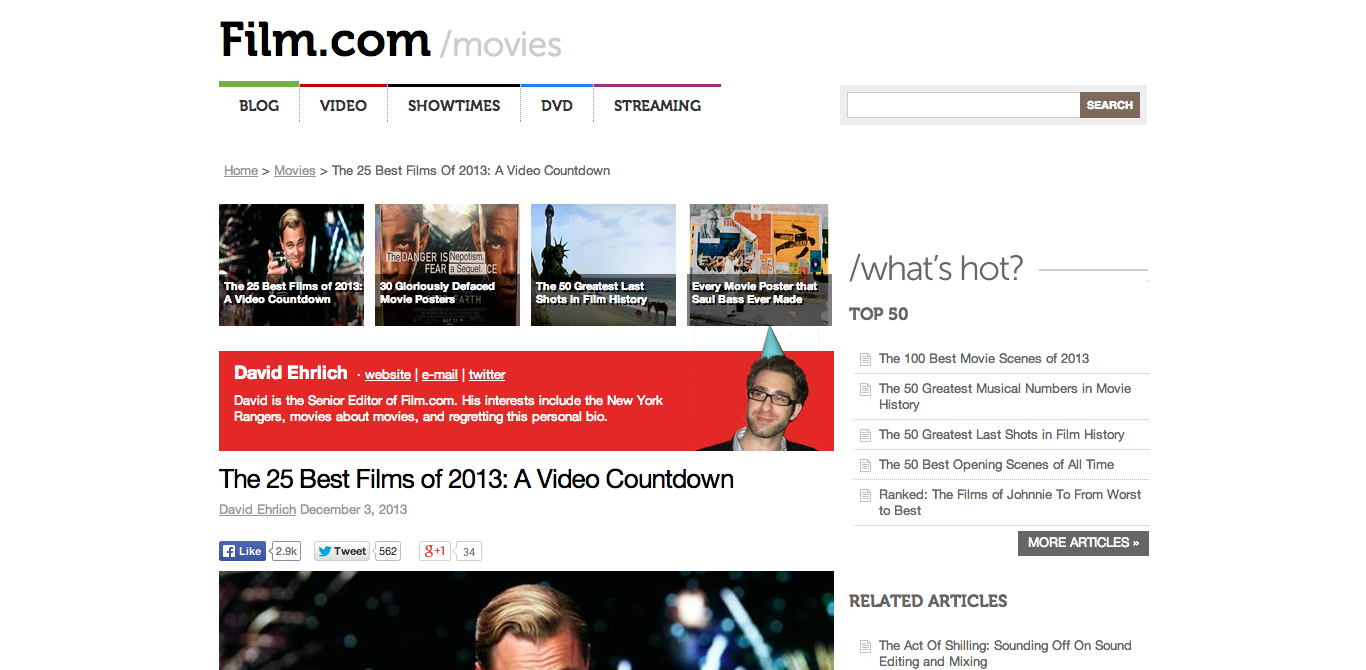 Film.com /movies
BLOG
VIDEO
SHOWTIMES
DVD
STREAMING
SEARCH
Home > Movies > The 25 Best Films Of 2013: A Video Countdown
The 25 Best Films of 2013:
A Video Countdown
The DANGER IS Nepotism.
FEAR a Sequel. CE
30 Gloriously Defaced
Movie Posters
EARTH
The 50 Greatest Last
Shots in Film History
Every Movie Poster that
Saul Bass Ever Made
/what's hot?
TOP 50
The 100 Best Movie Scenes of 2013
The 50 Greatest Musical Numbers in Movie
History
The 50 Greatest Last Shots in Film History
The 50 Best Opening Scenes of All Time
Ranked: The Films of Johnnie To From Worst
to Best
MORE ARTICLES »
RELATED ARTICLES
The Act Of Shilling: Sounding Off On Sound
Editing and Mixing
David Ehrlich · website | e-mail | twitter
David is the Senior Editor of Film.com. His interests include the New York
Rangers, movies about movies, and regretting this personal bio.
The 25 Best Films of 2013: A Video Countdown
David Ehrlich December 3, 2013
Like 2.9k Tweet 562 g+1 34